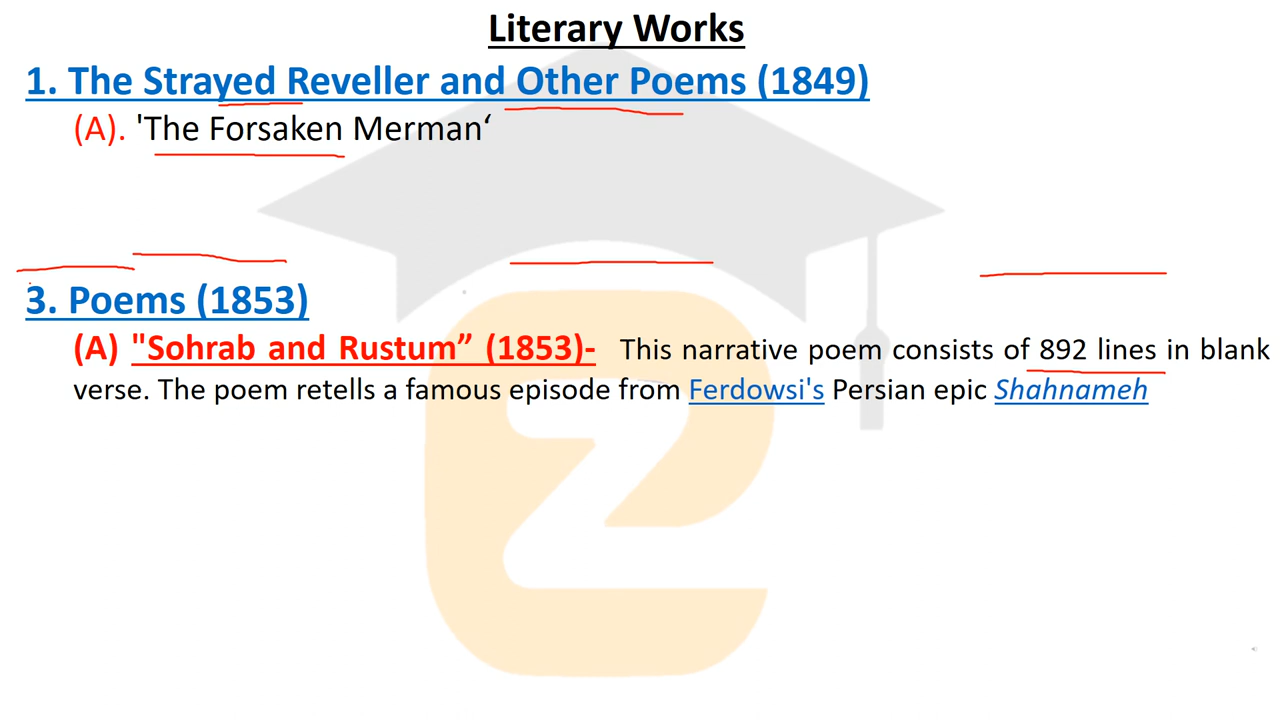 Literary Works
1. The Strayed Reveller and Other Poems (1849)
(A). 'The Forsaken Merman‘
3. Poems (1853)
(A) "Sohrab and Rustum” (1853)- This narrative poem consists of 892 lines in blank
verse. The poem retells a famous episode from Ferdowsi's Persian epic Shahnameh